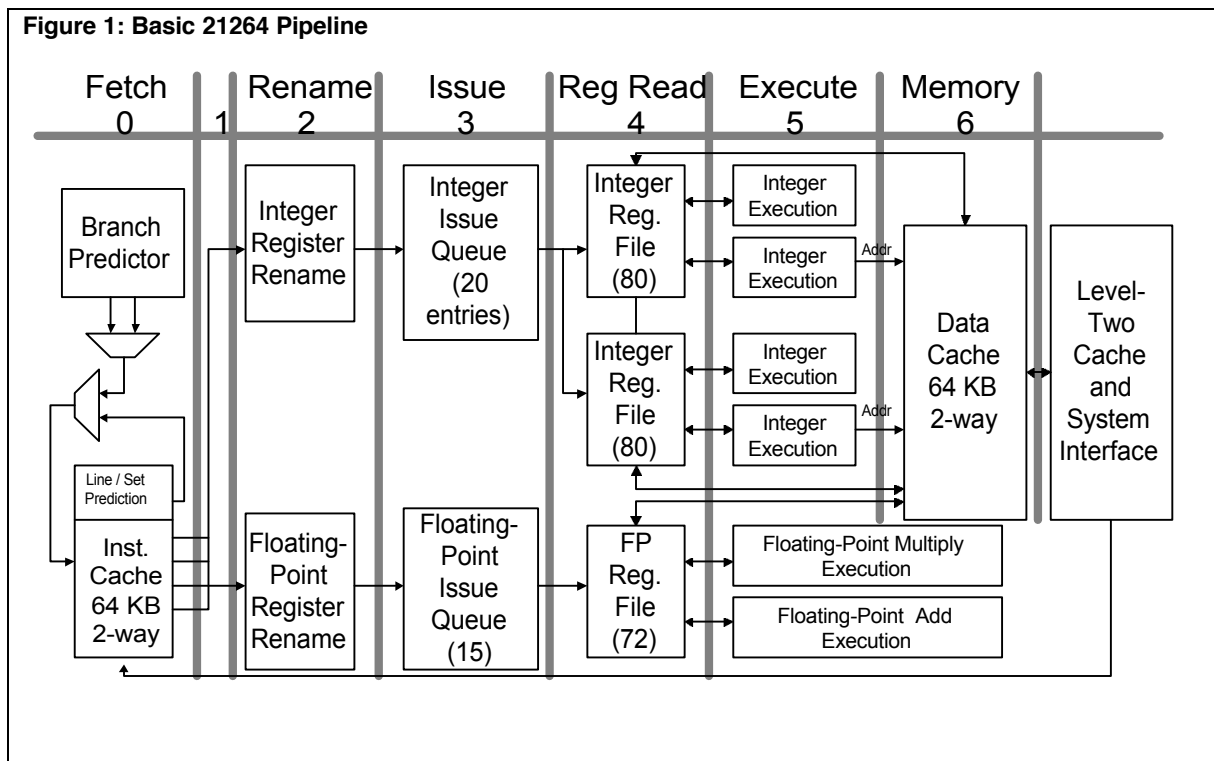 Figure 1: Basic 21264 Pipeline
Fetch
0
1
Rename
2
Issue
3
Reg Read
4
Execute
5
Memory
6
Branch
Predictor
Line / Set
Prediction
Inst.
Cache
64 KB
2-way
Integer
Register
Rename
Floating-
Point
Register
Rename
Integer
Issue
Queue
(20
entries)
Floating-
Point
Issue
Queue
(15)
Integer
Reg.
File
(80)
Integer
Reg.
File
(80)
FP
Reg.
File
(72)
Integer
Execution
Integer
Execution
Addr
Integer
Execution
Integer
Execution
Addr
Floating-Point Multiply
Execution
Floating-Point Add
Execution
Data
Cache
64 KB
2-way
Level-
Two
Cache
and
System
Interface